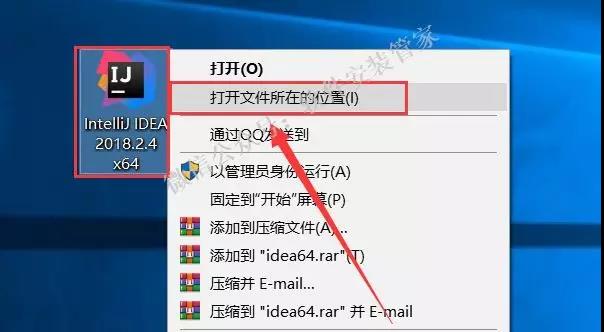 IJ
IntelliJ IDEA
2018.2.4
x64
打开(O)
打开文件所在的位置(I)
通过QQ发送到
以管理员身份运行(A)
固定到"开始"屏幕(P)
添加到压缩文件(A)...
添加到 "idea64.rar"(T)
压缩并 E-mail...
压缩到 "idea64.rar" 并 E-mail
微信公众号：软件安装管家